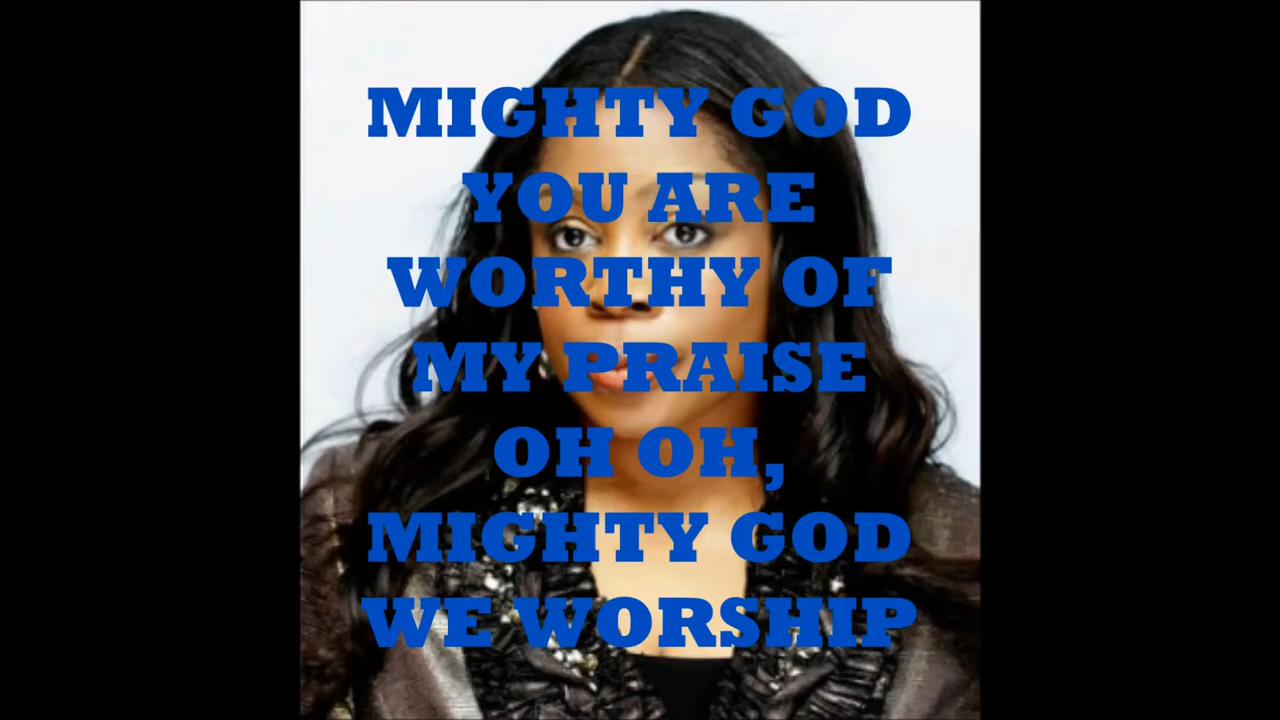 MIGHTY GOD
YOU ARE
WORTHY OF
MY PRAISE
OH OH,
MIGHTY GOD
WE WORSHIP